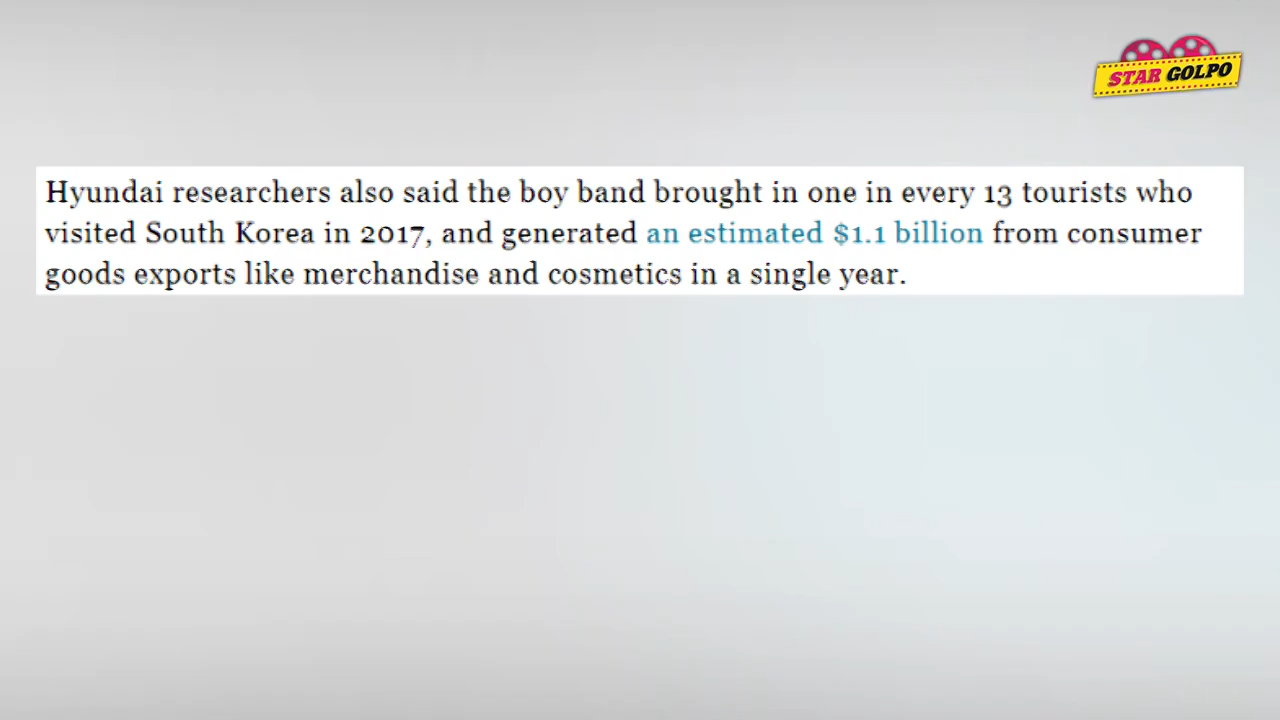 STAR GOLPO
Hyundai researchers also said the boy band brought in one in every 13 tourists who
visited South Korea in 2017, and generated an estimated $1.1 billion from consumer
goods exports like merchandise and cosmetics in a single year.